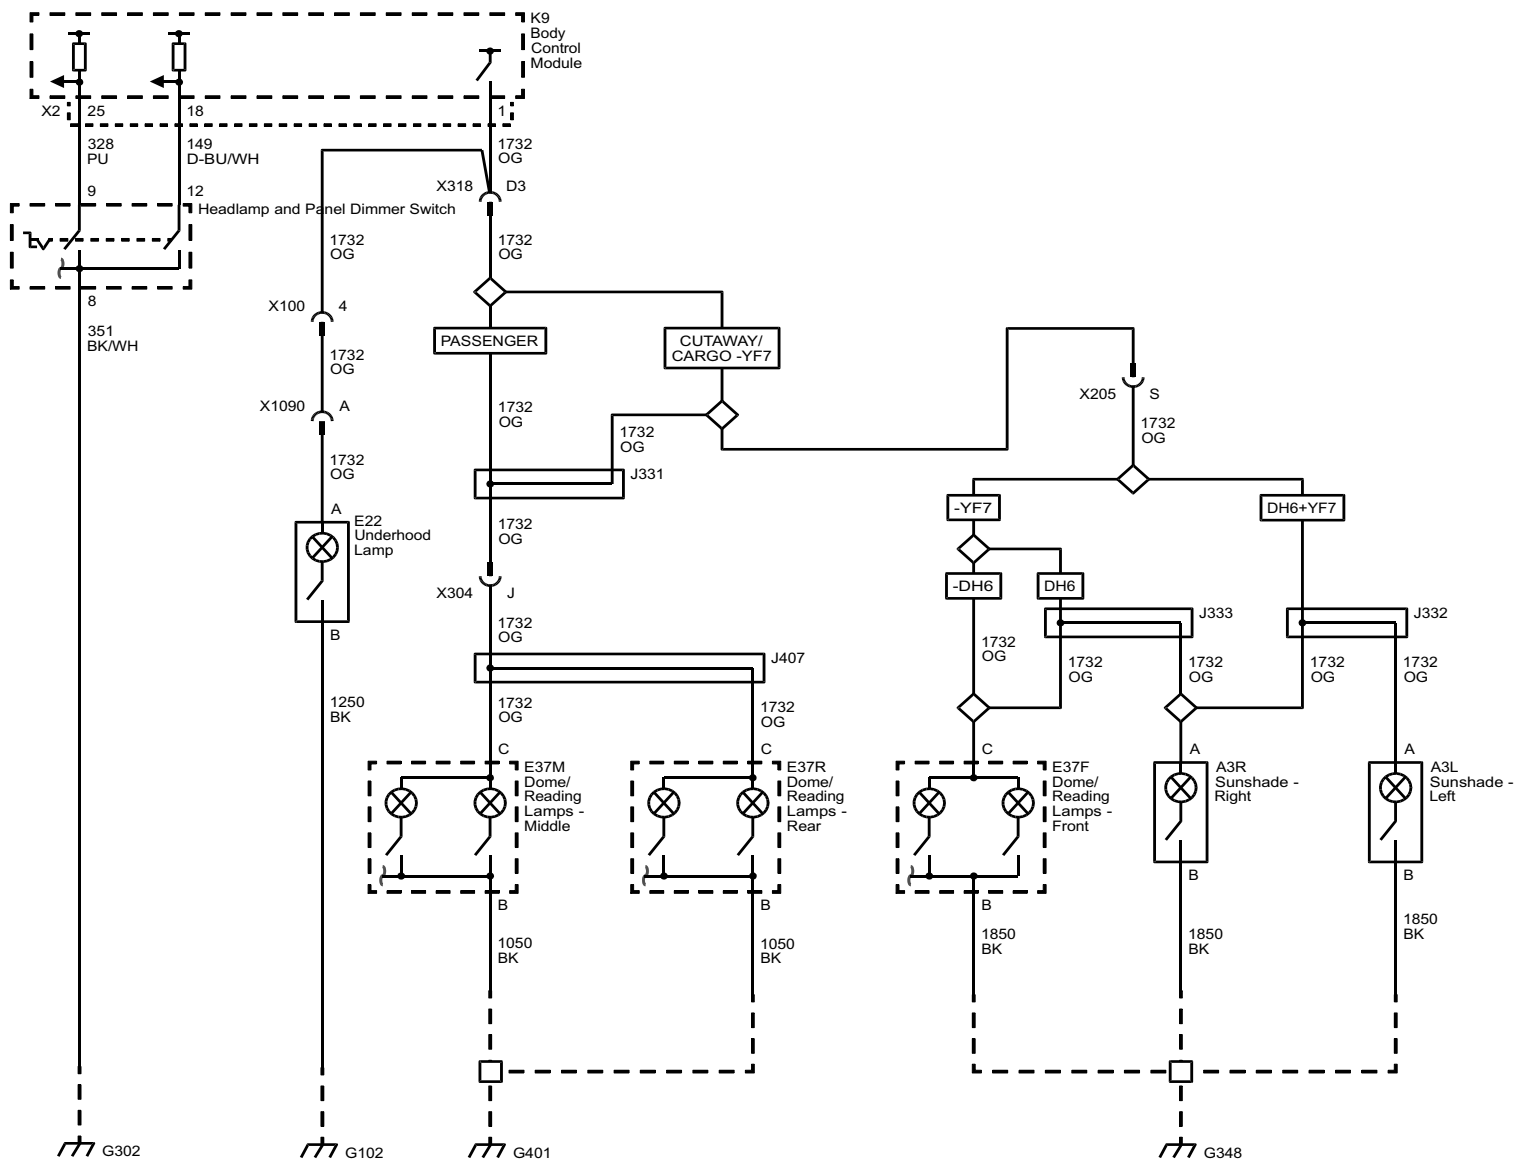 K9
Body
Control
Module
X2
25
18
1
328
PU
149
D-BU/WH
1732
OG
9
12
X318
D3
Headlamp and Panel Dimmer Switch
1732
OG
1732
OG
8
X100
4
351
BK/WH
PASSENGER
CUTAWAY/
CARGO -YF7
1732
OG
X1090
A
X205
S
1732
OG
1732
OG
1732
OG
1732
OG
J331
A
E22
Underhood
Lamp
-YF7
DH6+YF7
1732
OG
-DH6
DH6
X304
J
J333
J332
B
1732
OG
1732
OG
J407
1732
OG
1732
OG
1732
OG
1732
OG
1250
BK
1732
OG
1732
OG
C
C
C
A
A
E37M
Dome/
Reading
Lamps -
Middle
E37R
Dome/
Reading
Lamps -
Rear
E37F
Dome/
Reading
Lamps -
Front
A3R
Sunshade -
Right
A3L
Sunshade -
Left
B
B
B
B
B
1050
BK
1050
BK
1850
BK
1850
BK
1850
BK
G302
G102
G401
G348